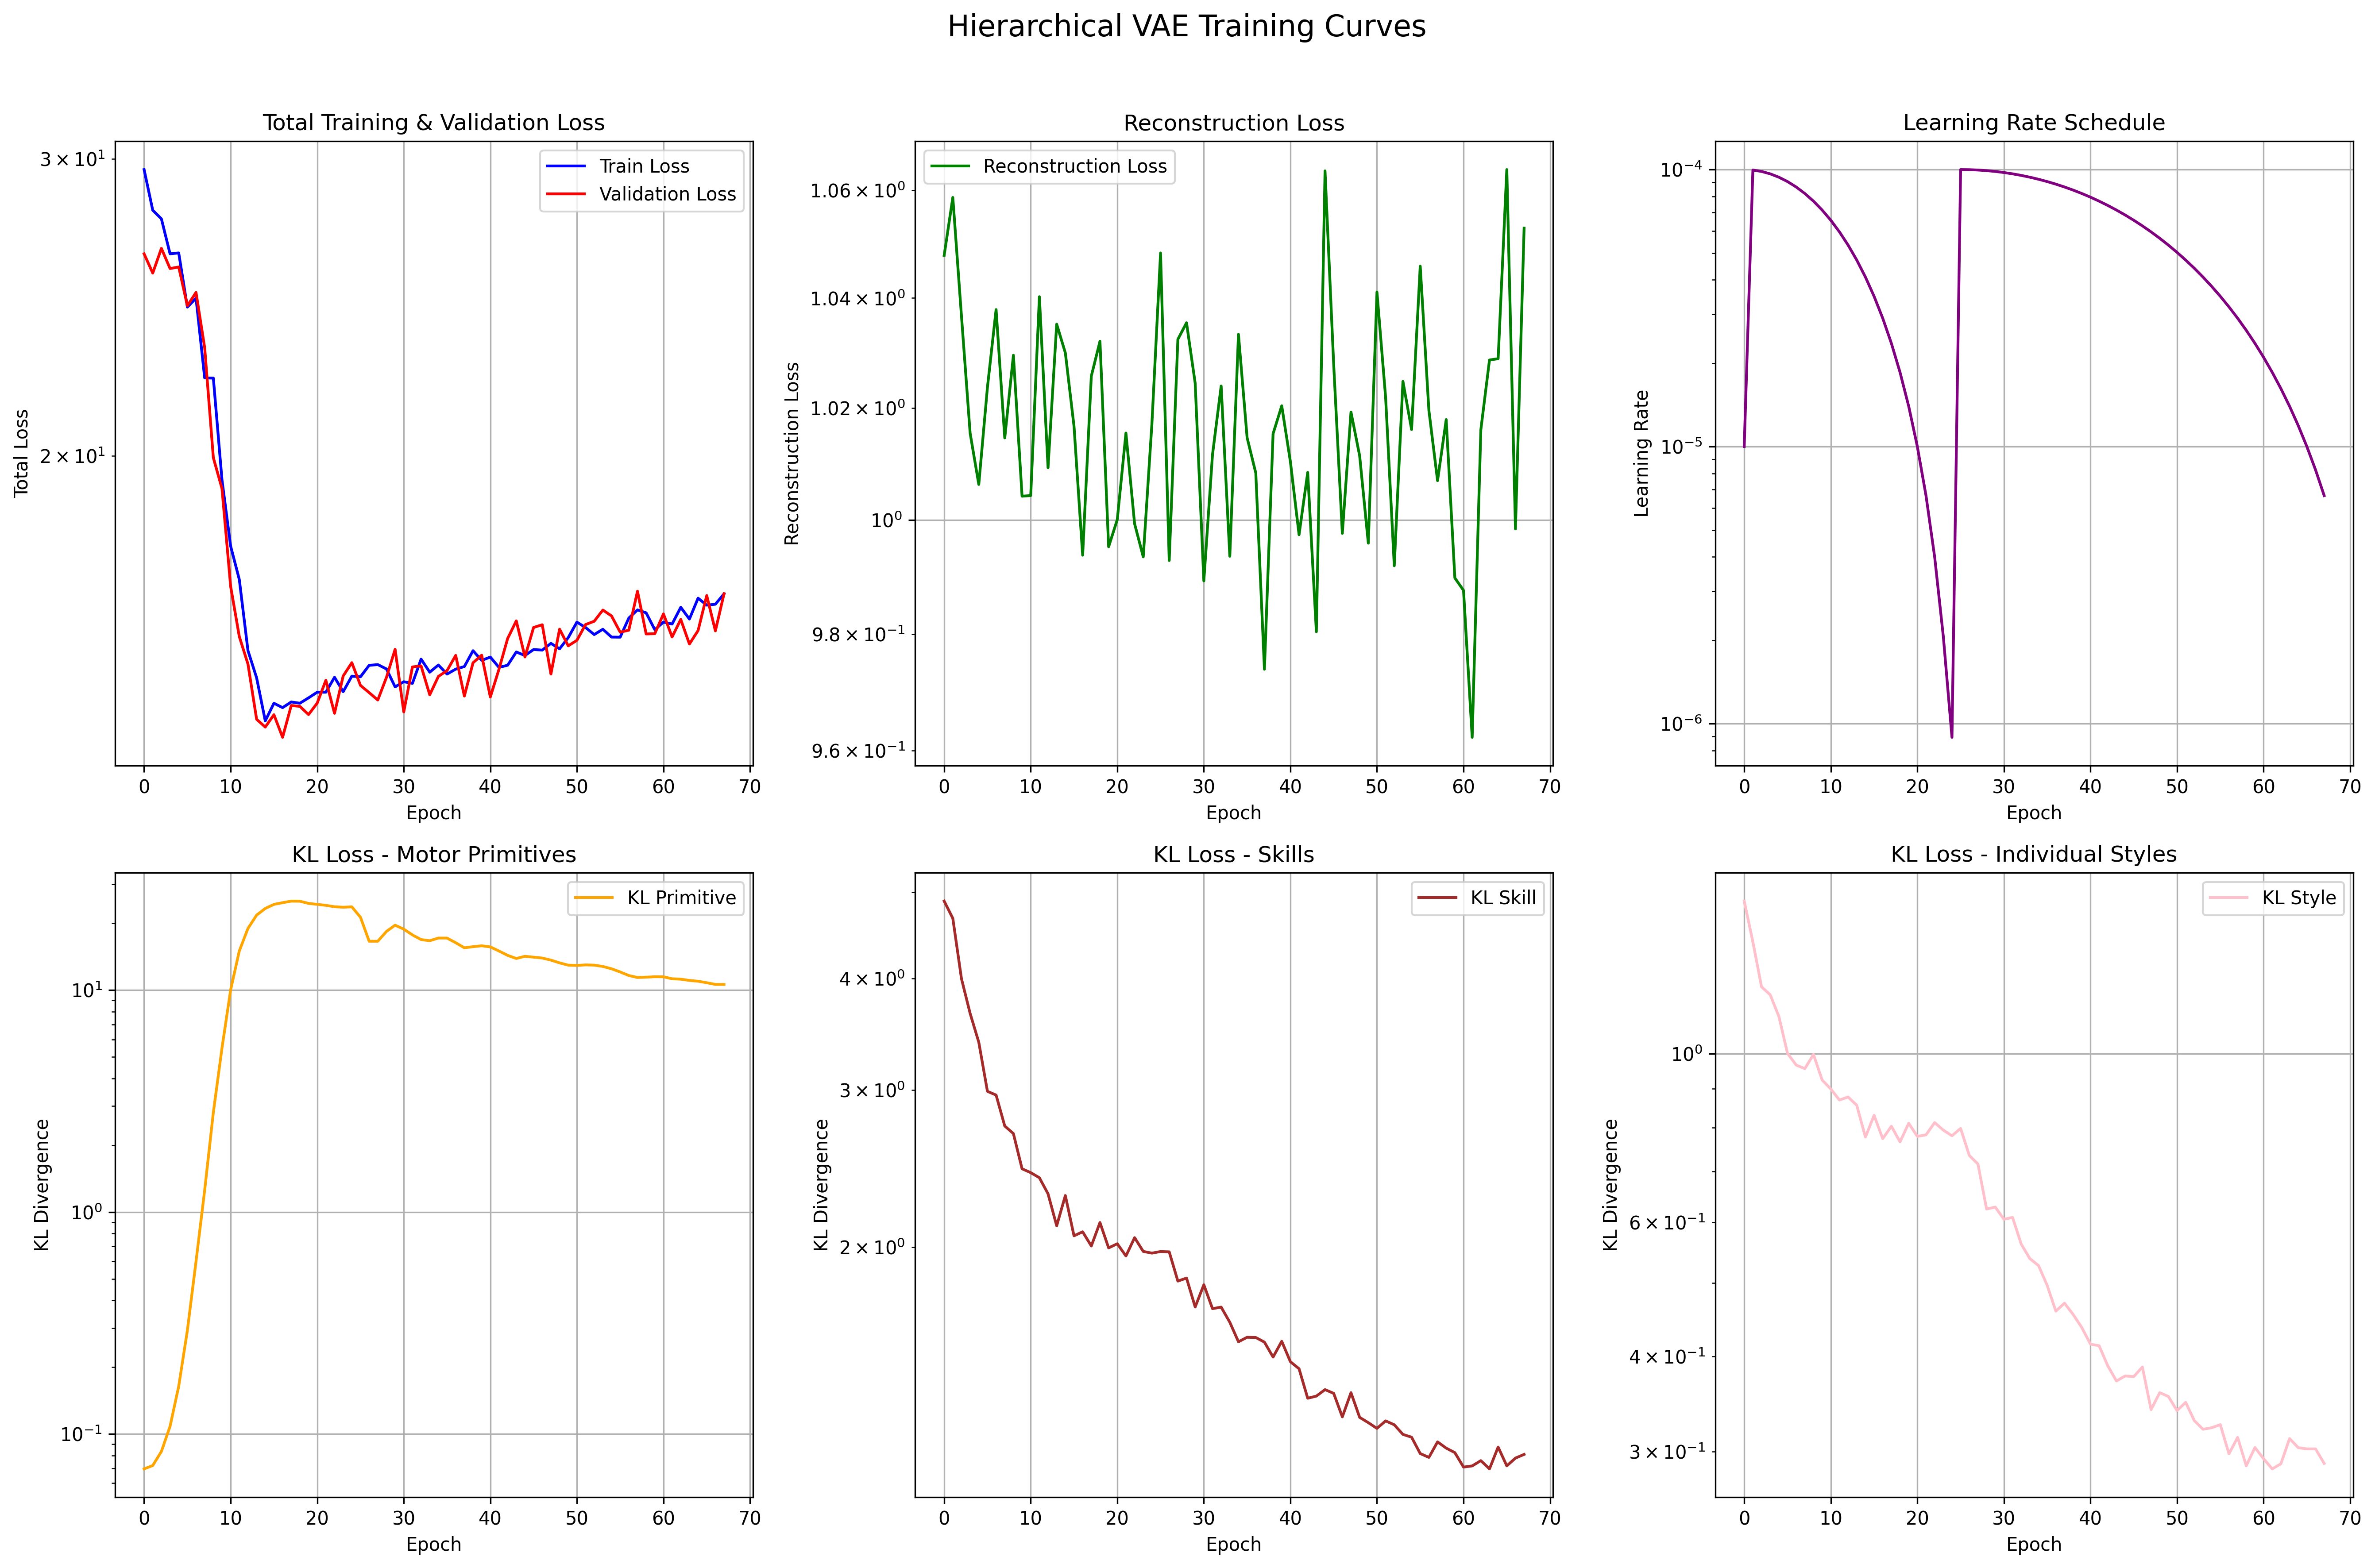 Hierarchical VAE Training Curves
Total Training & Validation Loss
3 × 10¹
2 × 10¹
Total Loss
Train Loss
Validation Loss
0 10 20 30 40 50 60 70
Epoch
Reconstruction Loss
1.06 × 10⁰
1.04 × 10⁰
1.02 × 10⁰
10⁰
9.8 × 10⁻¹
9.6 × 10⁻¹
Reconstruction Loss
Reconstruction Loss
0 10 20 30 40 50 60 70
Epoch
Learning Rate Schedule
10⁻⁴
10⁻⁵
10⁻⁶
Learning Rate
0 10 20 30 40 50 60 70
Epoch
KL Loss - Motor Primitives
10¹
10⁰
10⁻¹
KL Divergence
KL Primitive
0 10 20 30 40 50 60 70
Epoch
KL Loss - Skills
4 × 10⁰
3 × 10⁰
2 × 10⁰
KL Divergence
KL Skill
0 10 20 30 40 50 60 70
Epoch
KL Loss - Individual Styles
10⁰
6 × 10⁻¹
4 × 10⁻¹
3 × 10⁻¹
KL Divergence
KL Style
0 10 20 30 40 50 60 70
Epoch